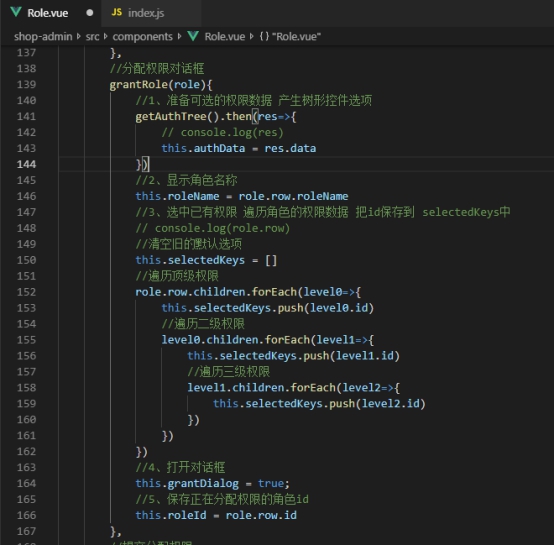 Role.vue ●
JS index.js
shop-admin > src > components > Role.vue > {} "Role.vue"
137 },
138 //分配权限对话框
139 grantRole(role){
140 //1、准备可选的权限数据 产生树形控件选项
141 getAuthTree().then(res=>{
142 // console.log(res)
143 this.authData = res.data
144 })
145 //2、显示角色名称
146 this.roleName = role.row.roleName
147 //3、选中已有权限 遍历角色的权限数据 把id保存到 selectedKeys中
148 // console.log(role.row)
149 //清空旧的默认选项
150 this.selectedKeys = []
151 //遍历顶级权限
152 role.row.children.forEach(level0=>{
153 this.selectedKeys.push(level0.id)
154 //遍历二级权限
155 level0.children.forEach(level1=>{
156 this.selectedKeys.push(level1.id)
157 //遍历三级权限
158 level1.children.forEach(level2=>{
159 this.selectedKeys.push(level2.id)
160 })
161 })
162 })
163 //4、打开对话框
164 this.grantDialog = true;
165 //5、保存正在分配权限的角色id
166 this.roleId = role.row.id
167 },